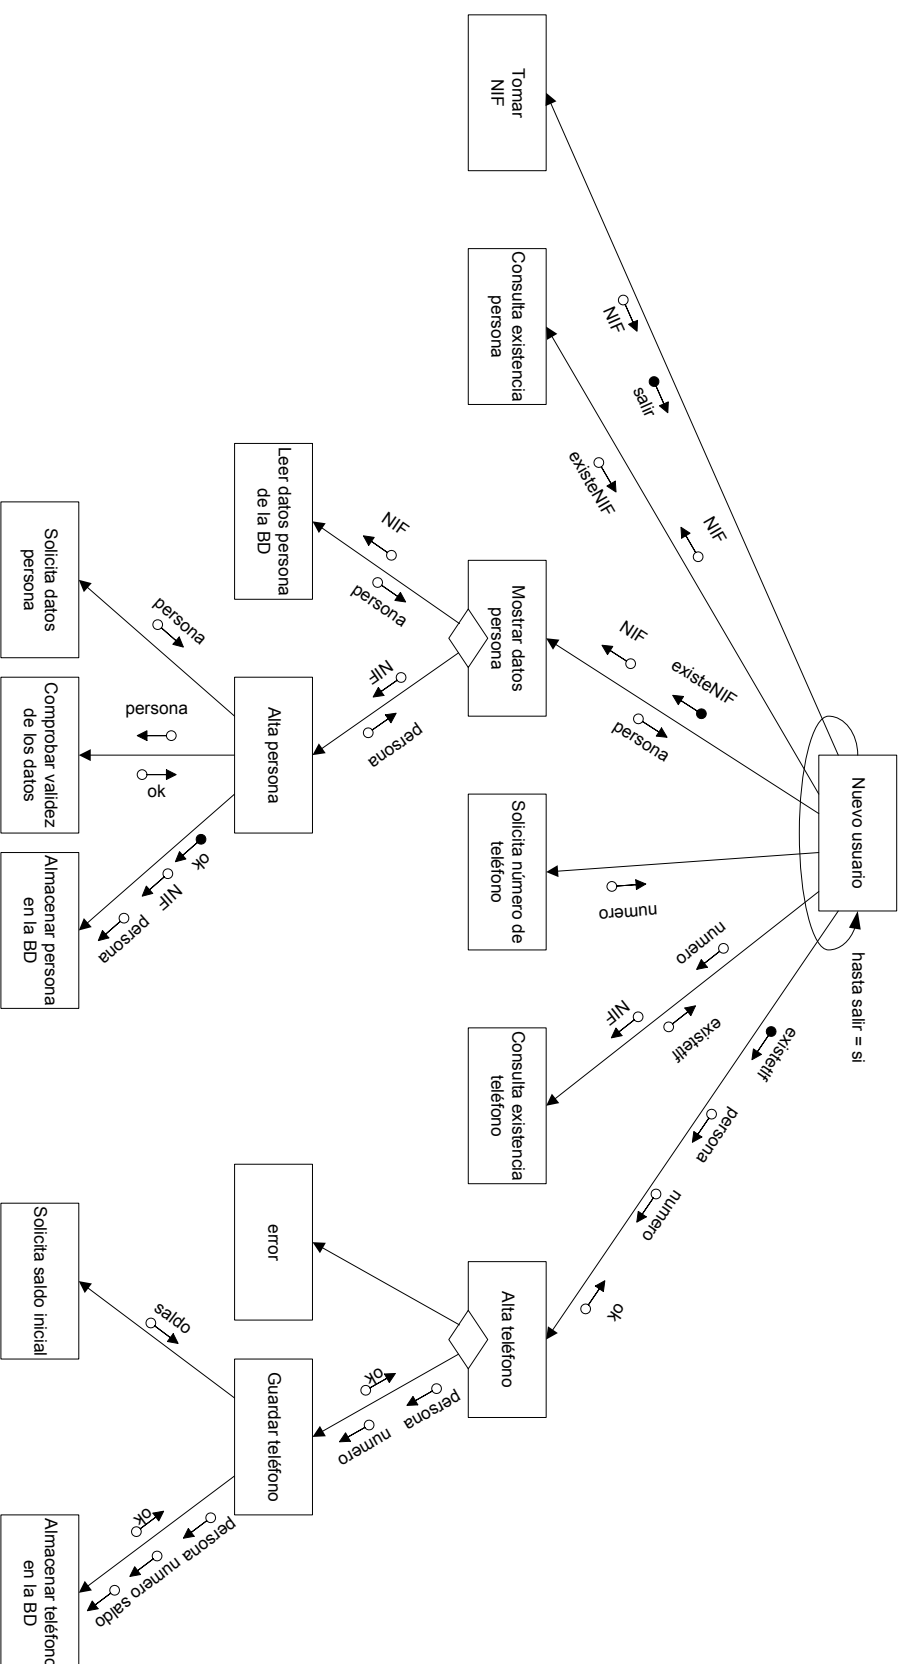 Nuevo usuario
hasta salir = si
NIF
salir
NIF
existeNIF
NIF
existeNIF
persona
numero
numero
NIF
existetlf
existetlf
persona
numero
ok
Tomar
NIF
Consulta existencia
persona
Mostrar datos
persona
Solicita número de
teléfono
Consulta existencia
teléfono
Alta teléfono
NIF
persona
NIF
persona
ok
persona
numero
Leer datos persona
de la BD
Alta persona
error
Guardar teléfono
persona
persona
ok
ok
NIF
persona
saldo
ok
persona numero saldo
Solicita datos
persona
Comprobar validez
de los datos
Almacenar persona
en la BD
Solicita saldo inicial
Almacenar teléfono
en la BD